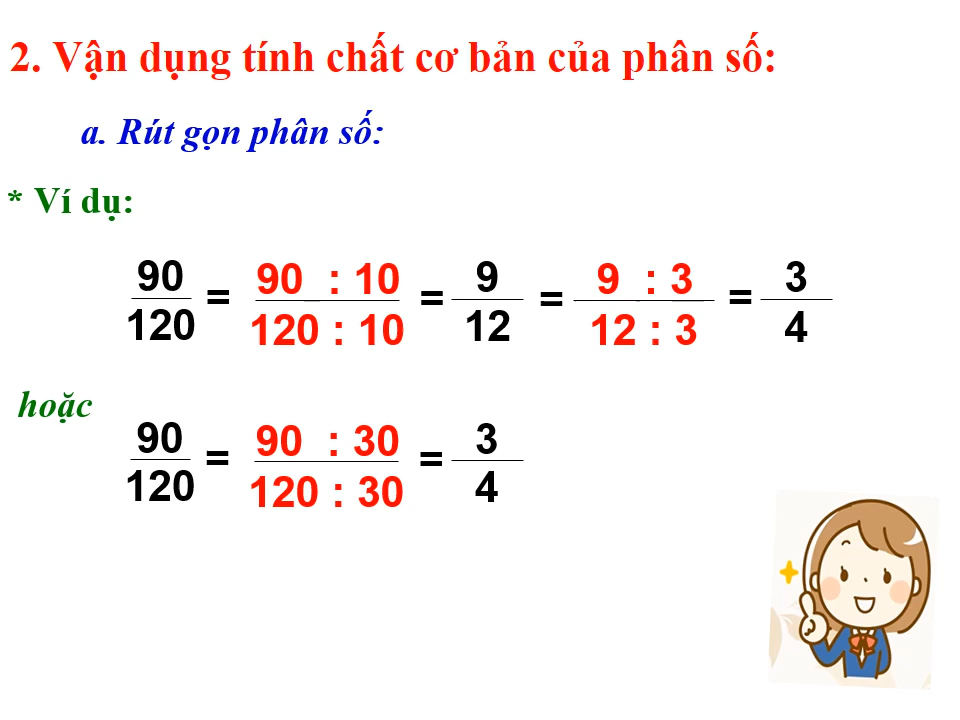 2. Vận dụng tính chất cơ bản của phân số:
a. Rút gọn phân số:
* Ví dụ:
90 90 : 10 9 9 : 3 3
= = = =
120 120 : 10 12 12 : 3 4
hoặc
90 90 : 30 3
= =
120 120 : 30 4